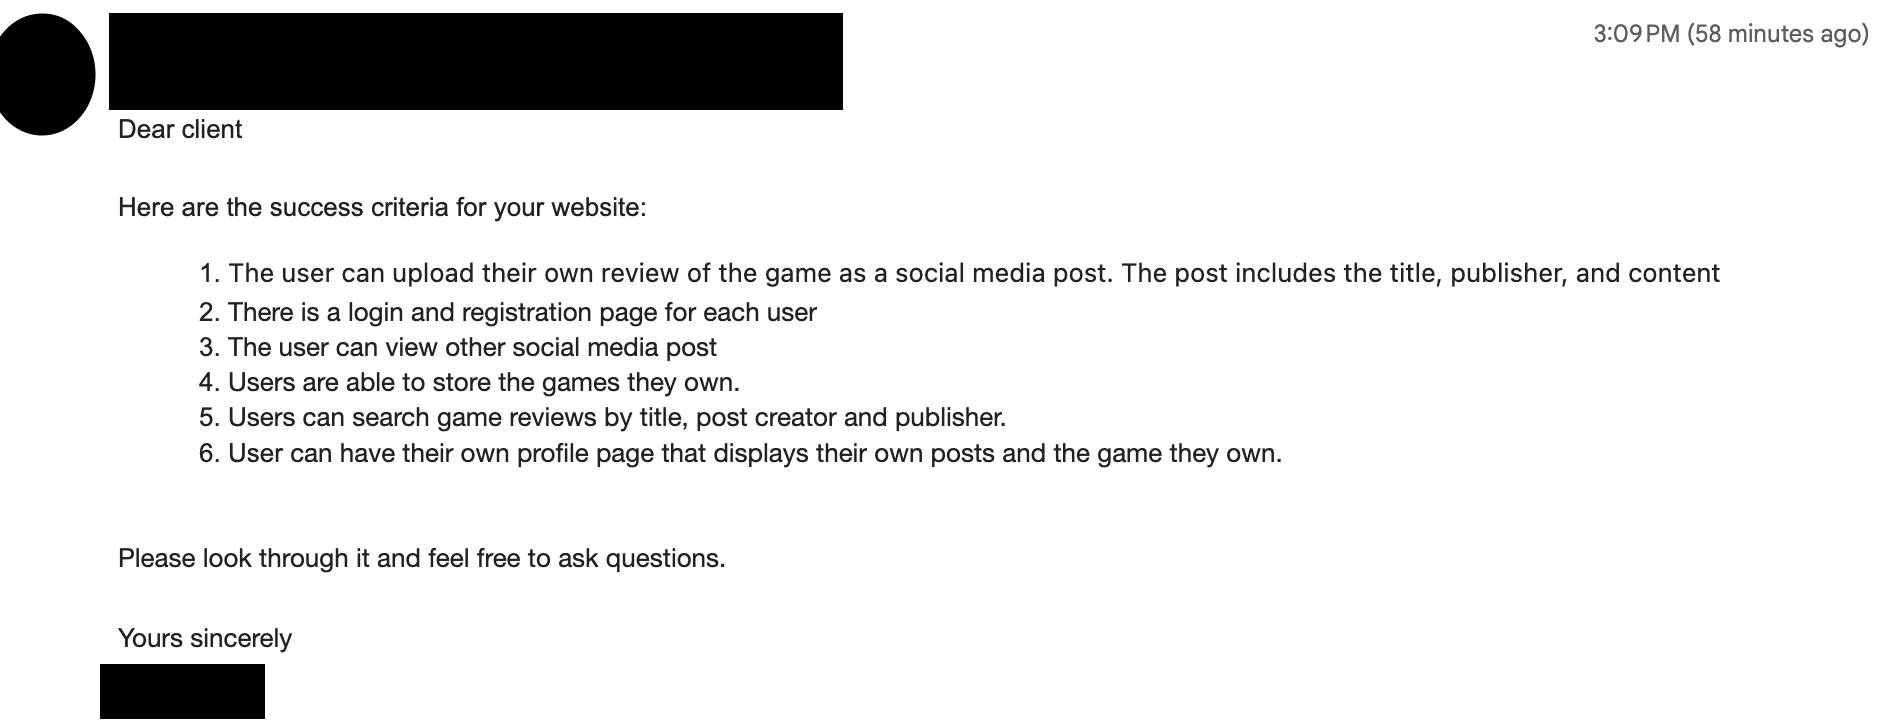 3:09 PM (58 minutes ago)
Dear client
Here are the success criteria for your website:
1. The user can upload their own review of the game as a social media post. The post includes the title, publisher, and content
2. There is a login and registration page for each user
3. The user can view other social media post
4. Users are able to store the games they own.
5. Users can search game reviews by title, post creator and publisher.
6. User can have their own profile page that displays their own posts and the game they own.
Please look through it and feel free to ask questions.
Yours sincerely